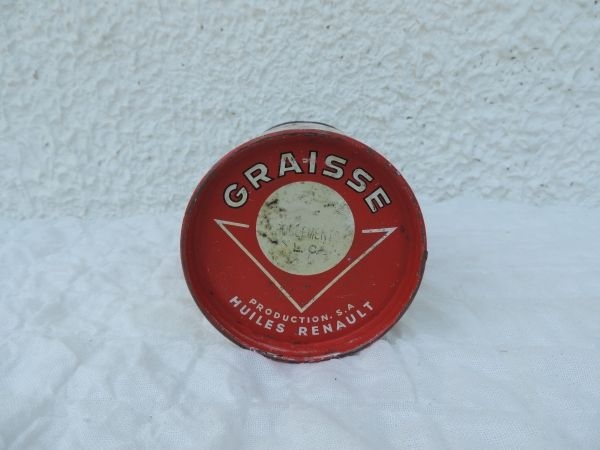 GRAISSE
L. C.
PRODUCTION. S.A
HUILES RENAULT